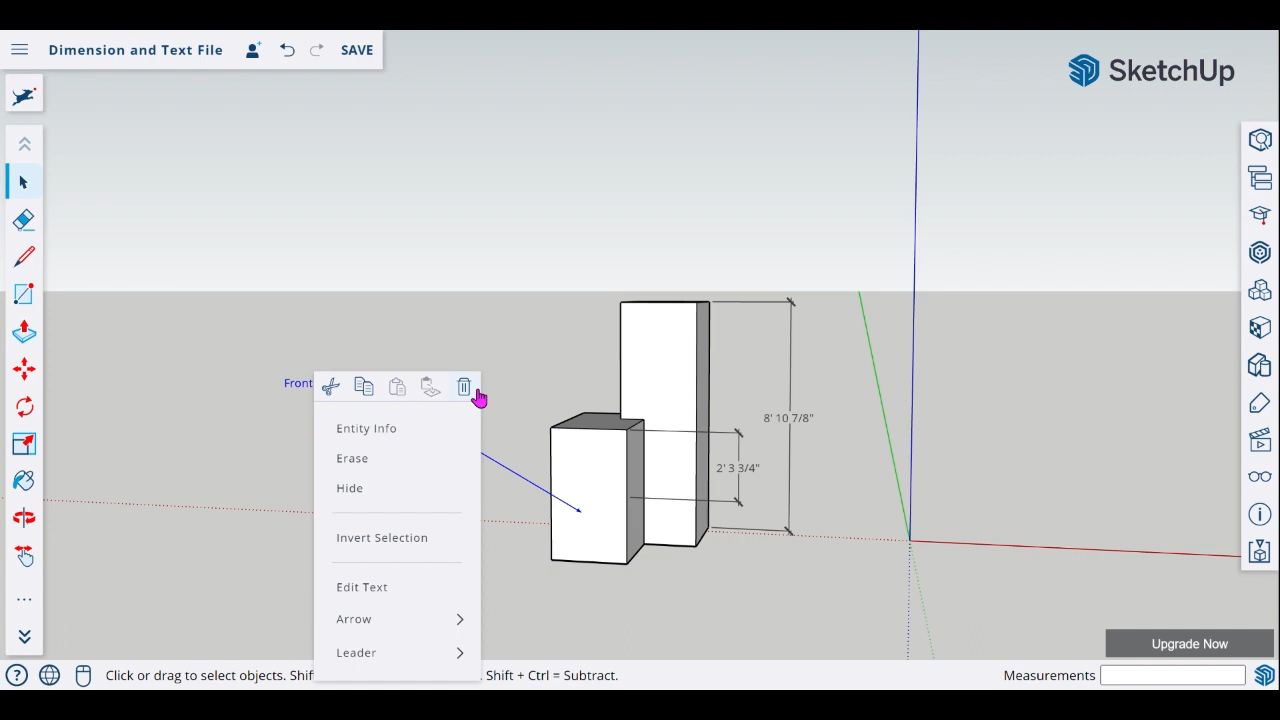 Dimension and Text File
SAVE
SketchUp
Front
Entity Info
Erase
Hide
Invert Selection
Edit Text
Arrow
Leader
8' 10 7/8"
2' 3 3/4"
Upgrade Now
Click or drag to select objects. Shif
. Shift + Ctrl = Subtract.
Measurements